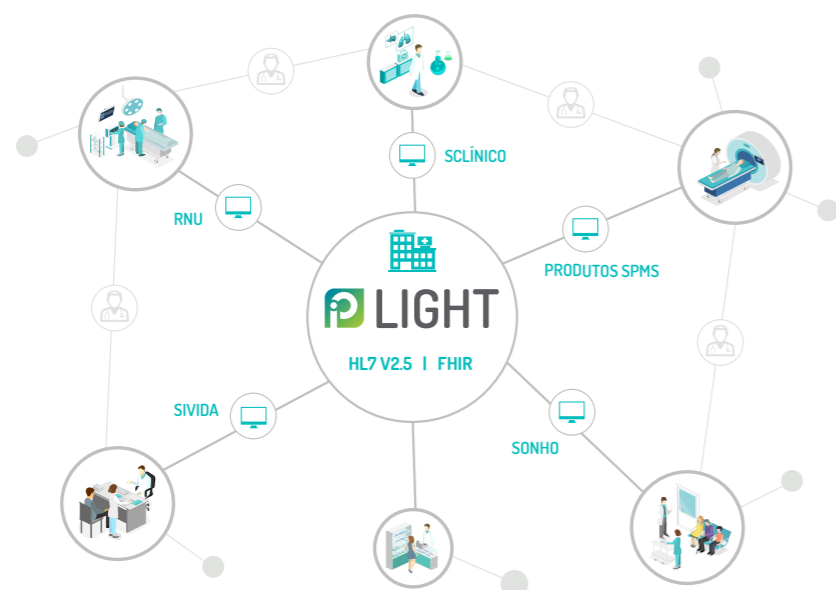 SCLÍNICO
RNU
PRODUTOS SPMS
LIGHT
HL7 V2.5 | FHIR
SIVIDA
SONHO